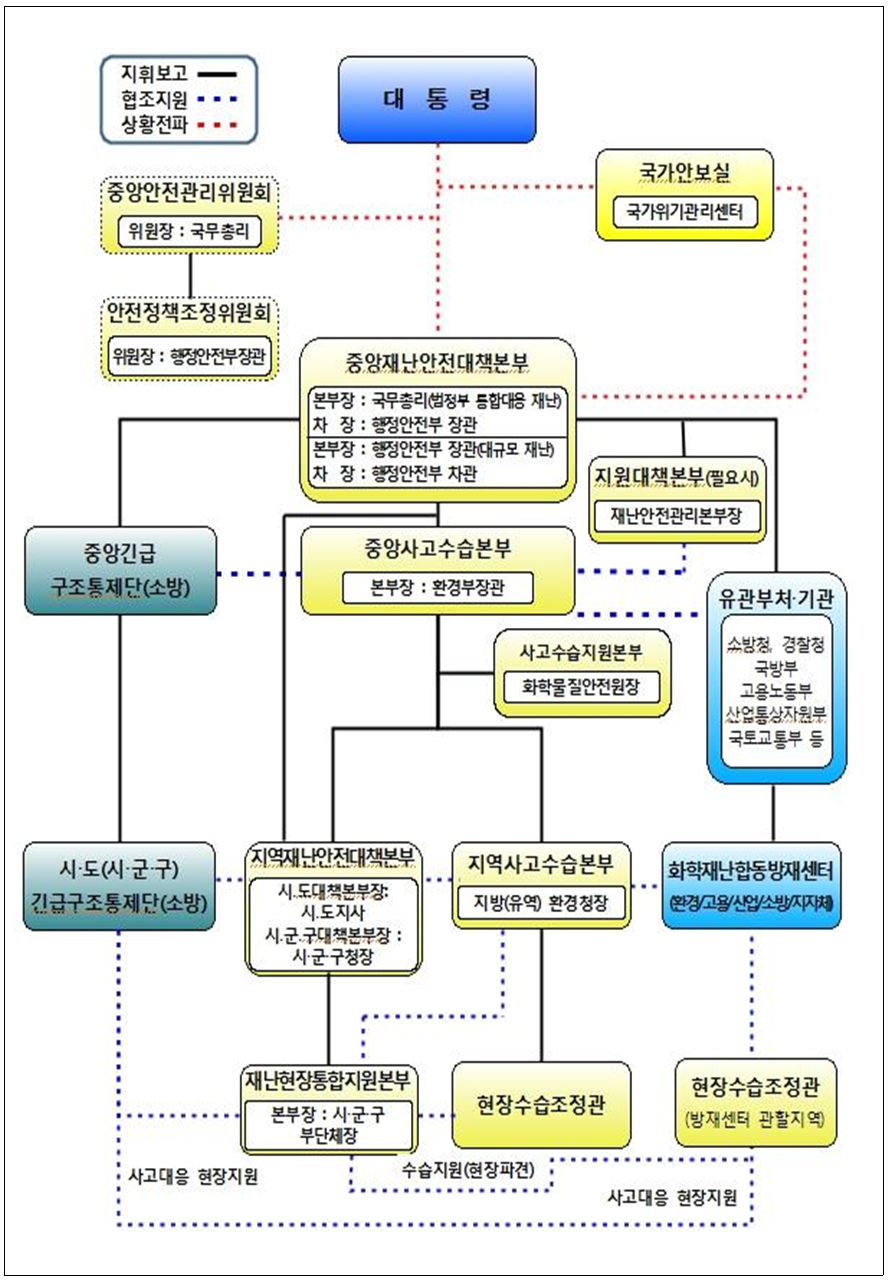 지휘보고
협조지원
상황전파
대 통 령
국가안보실
국가위기관리센터
중앙안전관리위원회
위원장 : 국무총리
안전정책조정위원회
위원장 : 행정안전부장관
중앙재난안전대책본부
본부장 : 국무총리(범정부 통합대응 재난)
차 장 : 행정안전부 장관
본부장 : 행정안전부 장관(대규모 재난)
차 장 : 행정안전부 차관
지원대책본부(필요시)
재난안전관리본부장
중앙긴급
구조통제단(소방)
중앙사고수습본부
본부장 : 환경부장관
유관부처·기관
소방청, 경찰청
국방부
고용노동부
산업통상자원부
국토교통부 등
사고수습지원본부
화학물질안전원장
시·도(시·군·구)
긴급구조통제단(소방)
지역재난안전대책본부
시.도대책본부장:
시.도지사
시.군.구대책본부장 :
시·군·구청장
지역사고수습본부
지방(유역) 환경청장
화학재난합동방재센터
(환경/고용/산업/소방/지자체)
재난현장통합지원본부
본부장 : 시·군·구
부단체장
현장수습조정관
현장수습조정관
(방재센터 관할지역)
사고대응 현장지원
수습지원(현장파견)
사고대응 현장지원